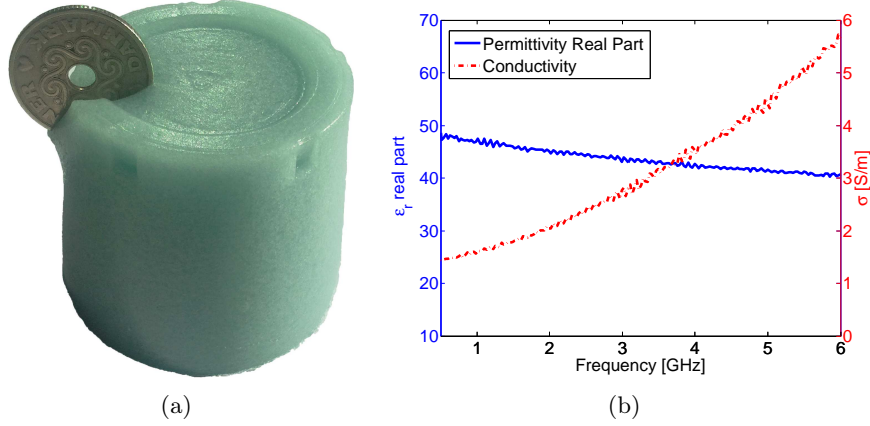 DANMARK
70
60
50
40
30
20
10
ε_r real part
Permittivity Real Part
Conductivity
6
5
4
3
2
1
0
σ [S/m]
1 2 3 4 5 6
Frequency [GHz]
(a)
(b)